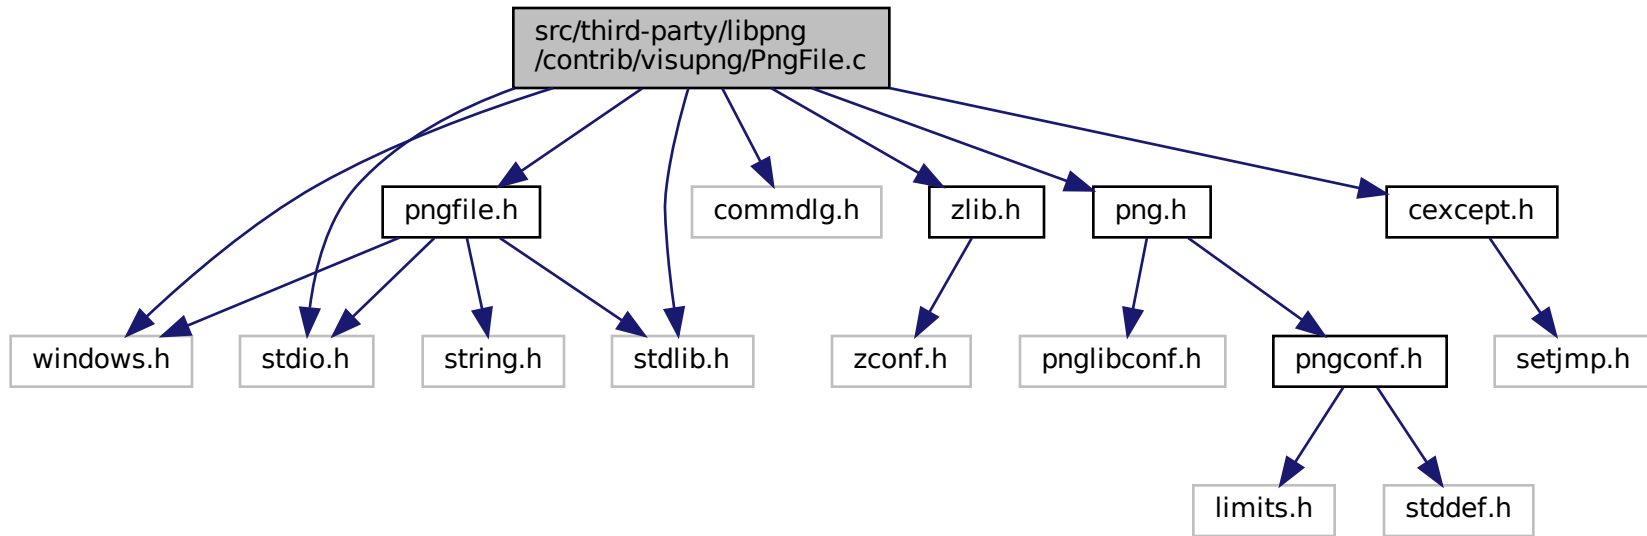 src/third-party/libpng
/contrib/visupng/PngFile.c
pngfile.h
commdlg.h
zlib.h
png.h
cexcept.h
windows.h
stdio.h
string.h
stdlib.h
zconf.h
pnglibconf.h
pngconf.h
setjmp.h
limits.h
stddef.h